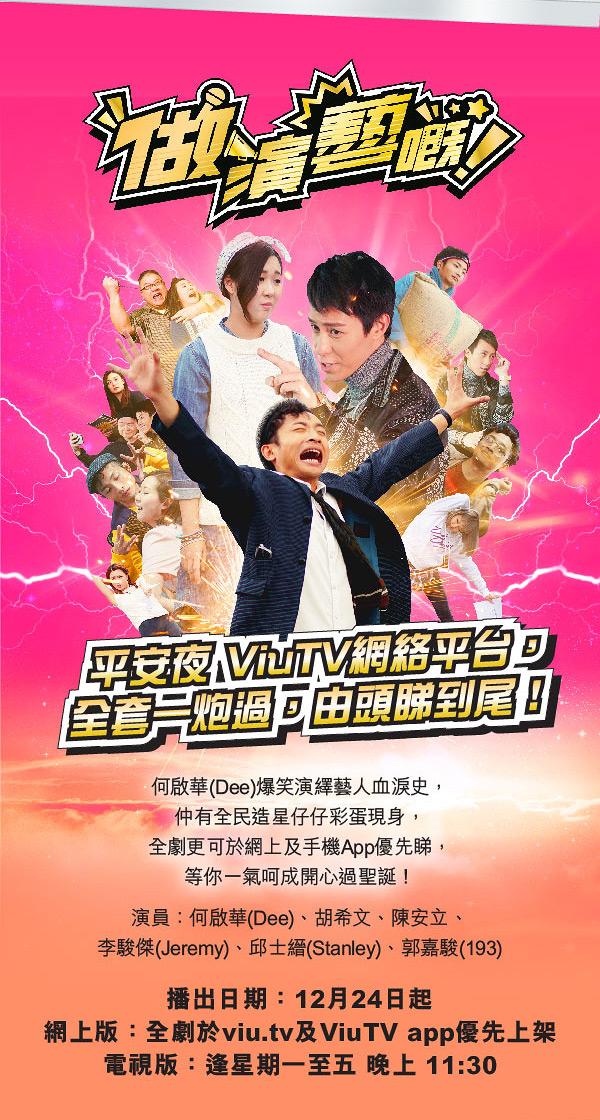 做演藝嘅!
平安夜 ViuTV網絡平台,
全套一炮過,由頭睇到尾!
何啟華(Dee)爆笑演繹藝人血淚史,
仲有全民造星仔仔彩蛋現身,
全劇更可於網上及手機App優先睇,
等你一氣呵成開心過聖誕!
演員:何啟華(Dee)、胡希文、陳安立、
李駿傑(Jeremy)、邱士縉(Stanley)、郭嘉駿(193)
播出日期:12月24日起
網上版:全劇於viu.tv及ViuTV app優先上架
電視版:逢星期一至五 晚上 11:30